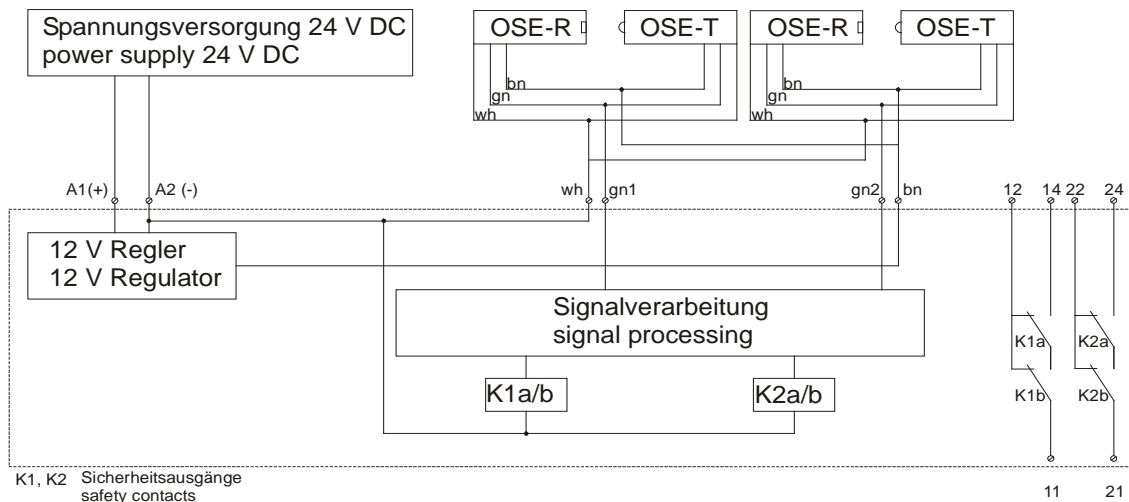 Spannungsversorgung 24 V DC
power supply 24 V DC
OSE-R
OSE-T
OSE-R
OSE-T
bn
gn
wh
bn
gn
wh
A1(+)
A2 (-)
wh
gn1
gn2
bn
12
14
22
24
12 V Regler
12 V Regulator
Signalverarbeitung
signal processing
K1a
K2a
K1a/b
K2a/b
K1b
K2b
K1, K2 Sicherheitsausgänge
safety contacts
11
21